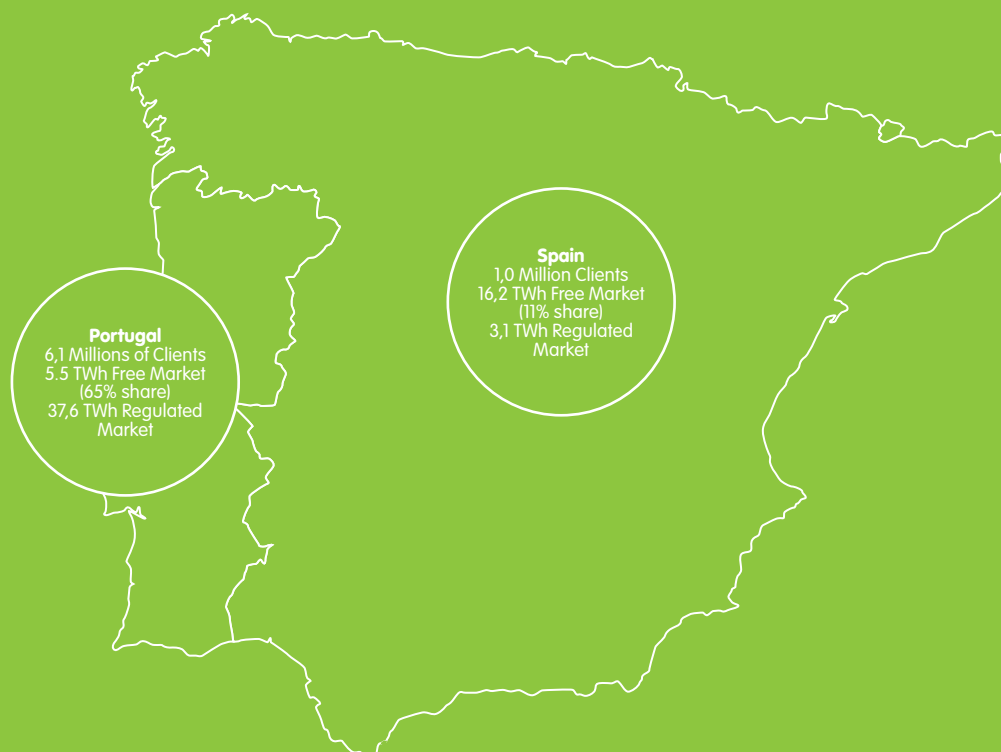 Spain
1,0 Million Clients
16,2 TWh Free Market
(11% share)
3,1 TWh Regulated
Market
Portugal
6,1 Millions of Clients
5.5 TWh Free Market
(65% share)
37,6 TWh Regulated
Market